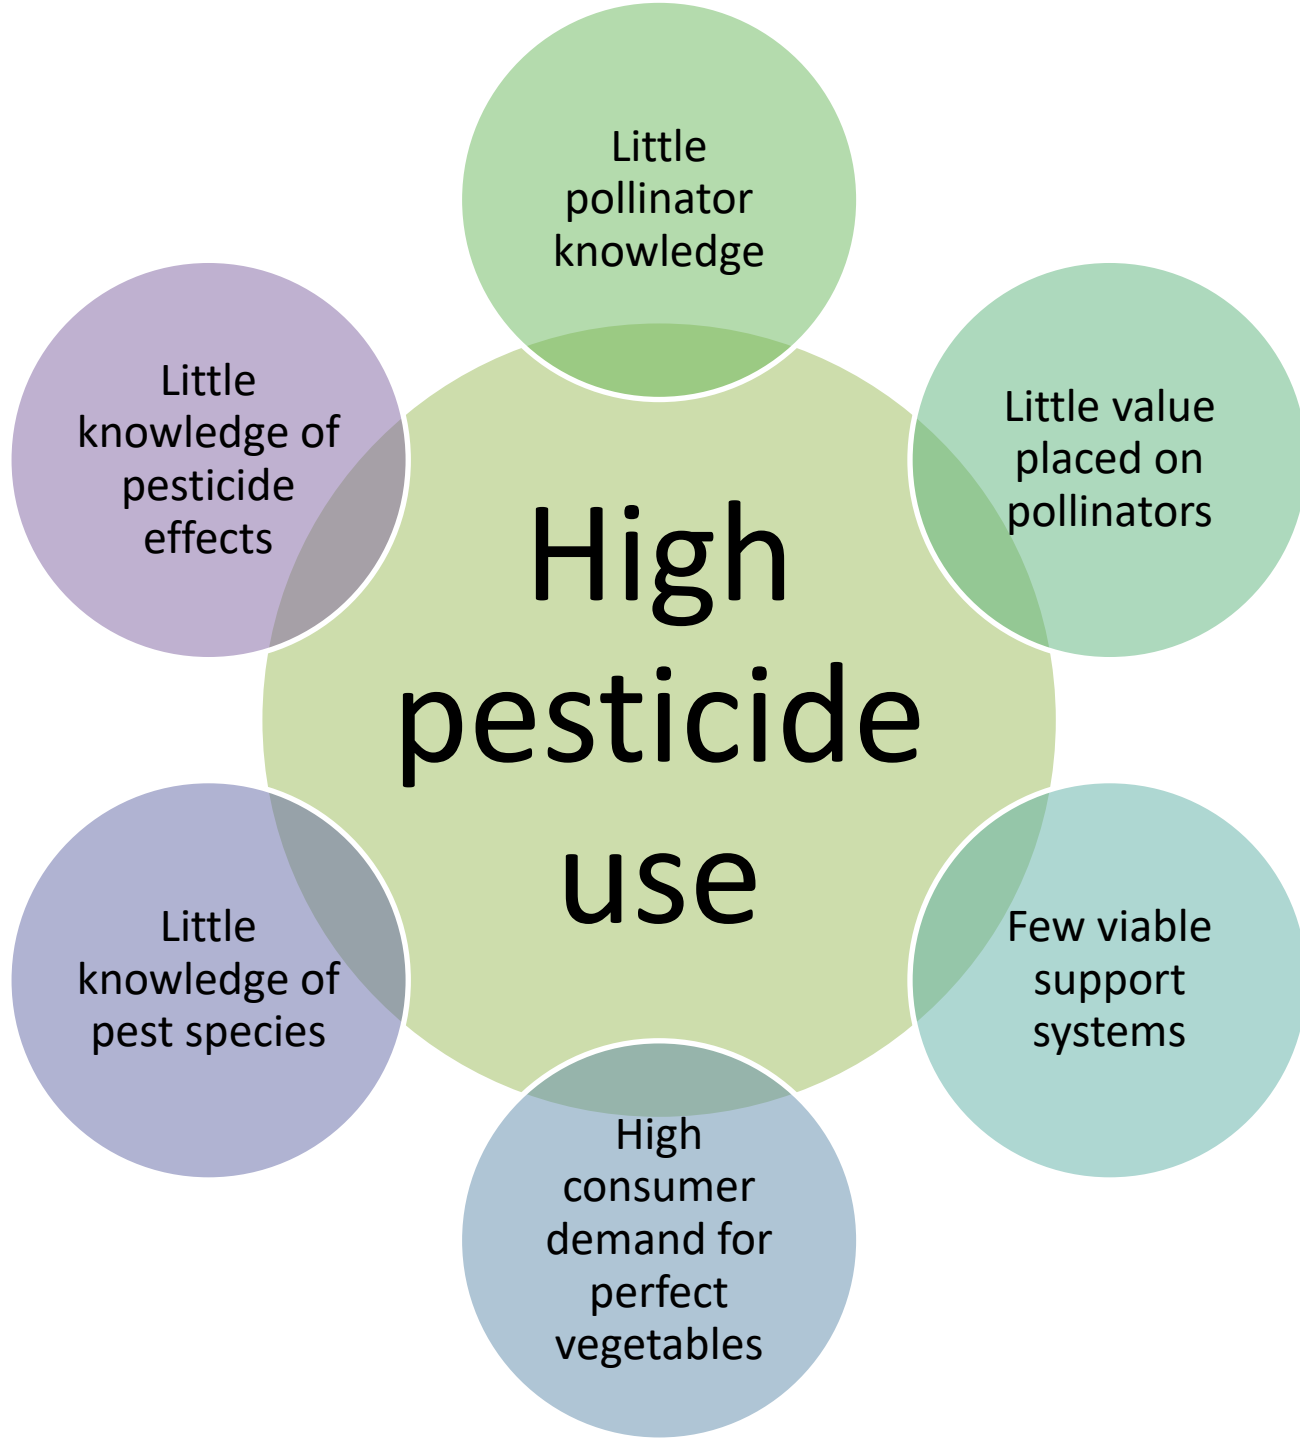 Little
pollinator
knowledge
Little value
placed on
pollinators
Few viable
support
systems
High
consumer
demand for
perfect
vegetables
Little
knowledge of
pest species
Little
knowledge of
pesticide
effects
High
pesticide
use